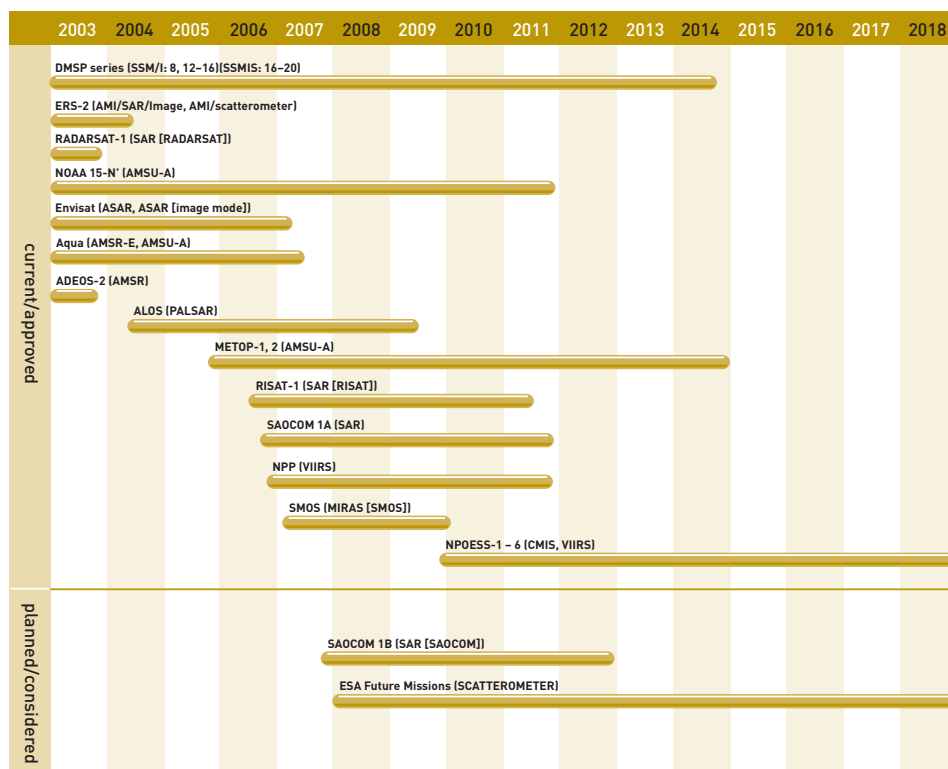 2003 2004 2005 2006 2007 2008 2009 2010 2011 2012 2013 2014 2015 2016 2017 2018
current/approved
DMSP series (SSM/I: 8, 12–16)(SSMIS: 16–20)
ERS-2 (AMI/SAR/Image, AMI/scatterometer)
RADARSAT-1 (SAR [RADARSAT])
NOAA 15-N' (AMSU-A)
Envisat (ASAR, ASAR [image mode])
Aqua (AMSR-E, AMSU-A)
ADEOS-2 (AMSR)
ALOS (PALSAR)
METOP-1, 2 (AMSU-A)
RISAT-1 (SAR [RISAT])
SAOCOM 1A (SAR)
NPP (VIIRS)
SMOS (MIRAS [SMOS])
NPOESS-1 – 6 (CMIS, VIIRS)
planned/considered
SAOCOM 1B (SAR [SAOCOM])
ESA Future Missions (SCATTEROMETER)